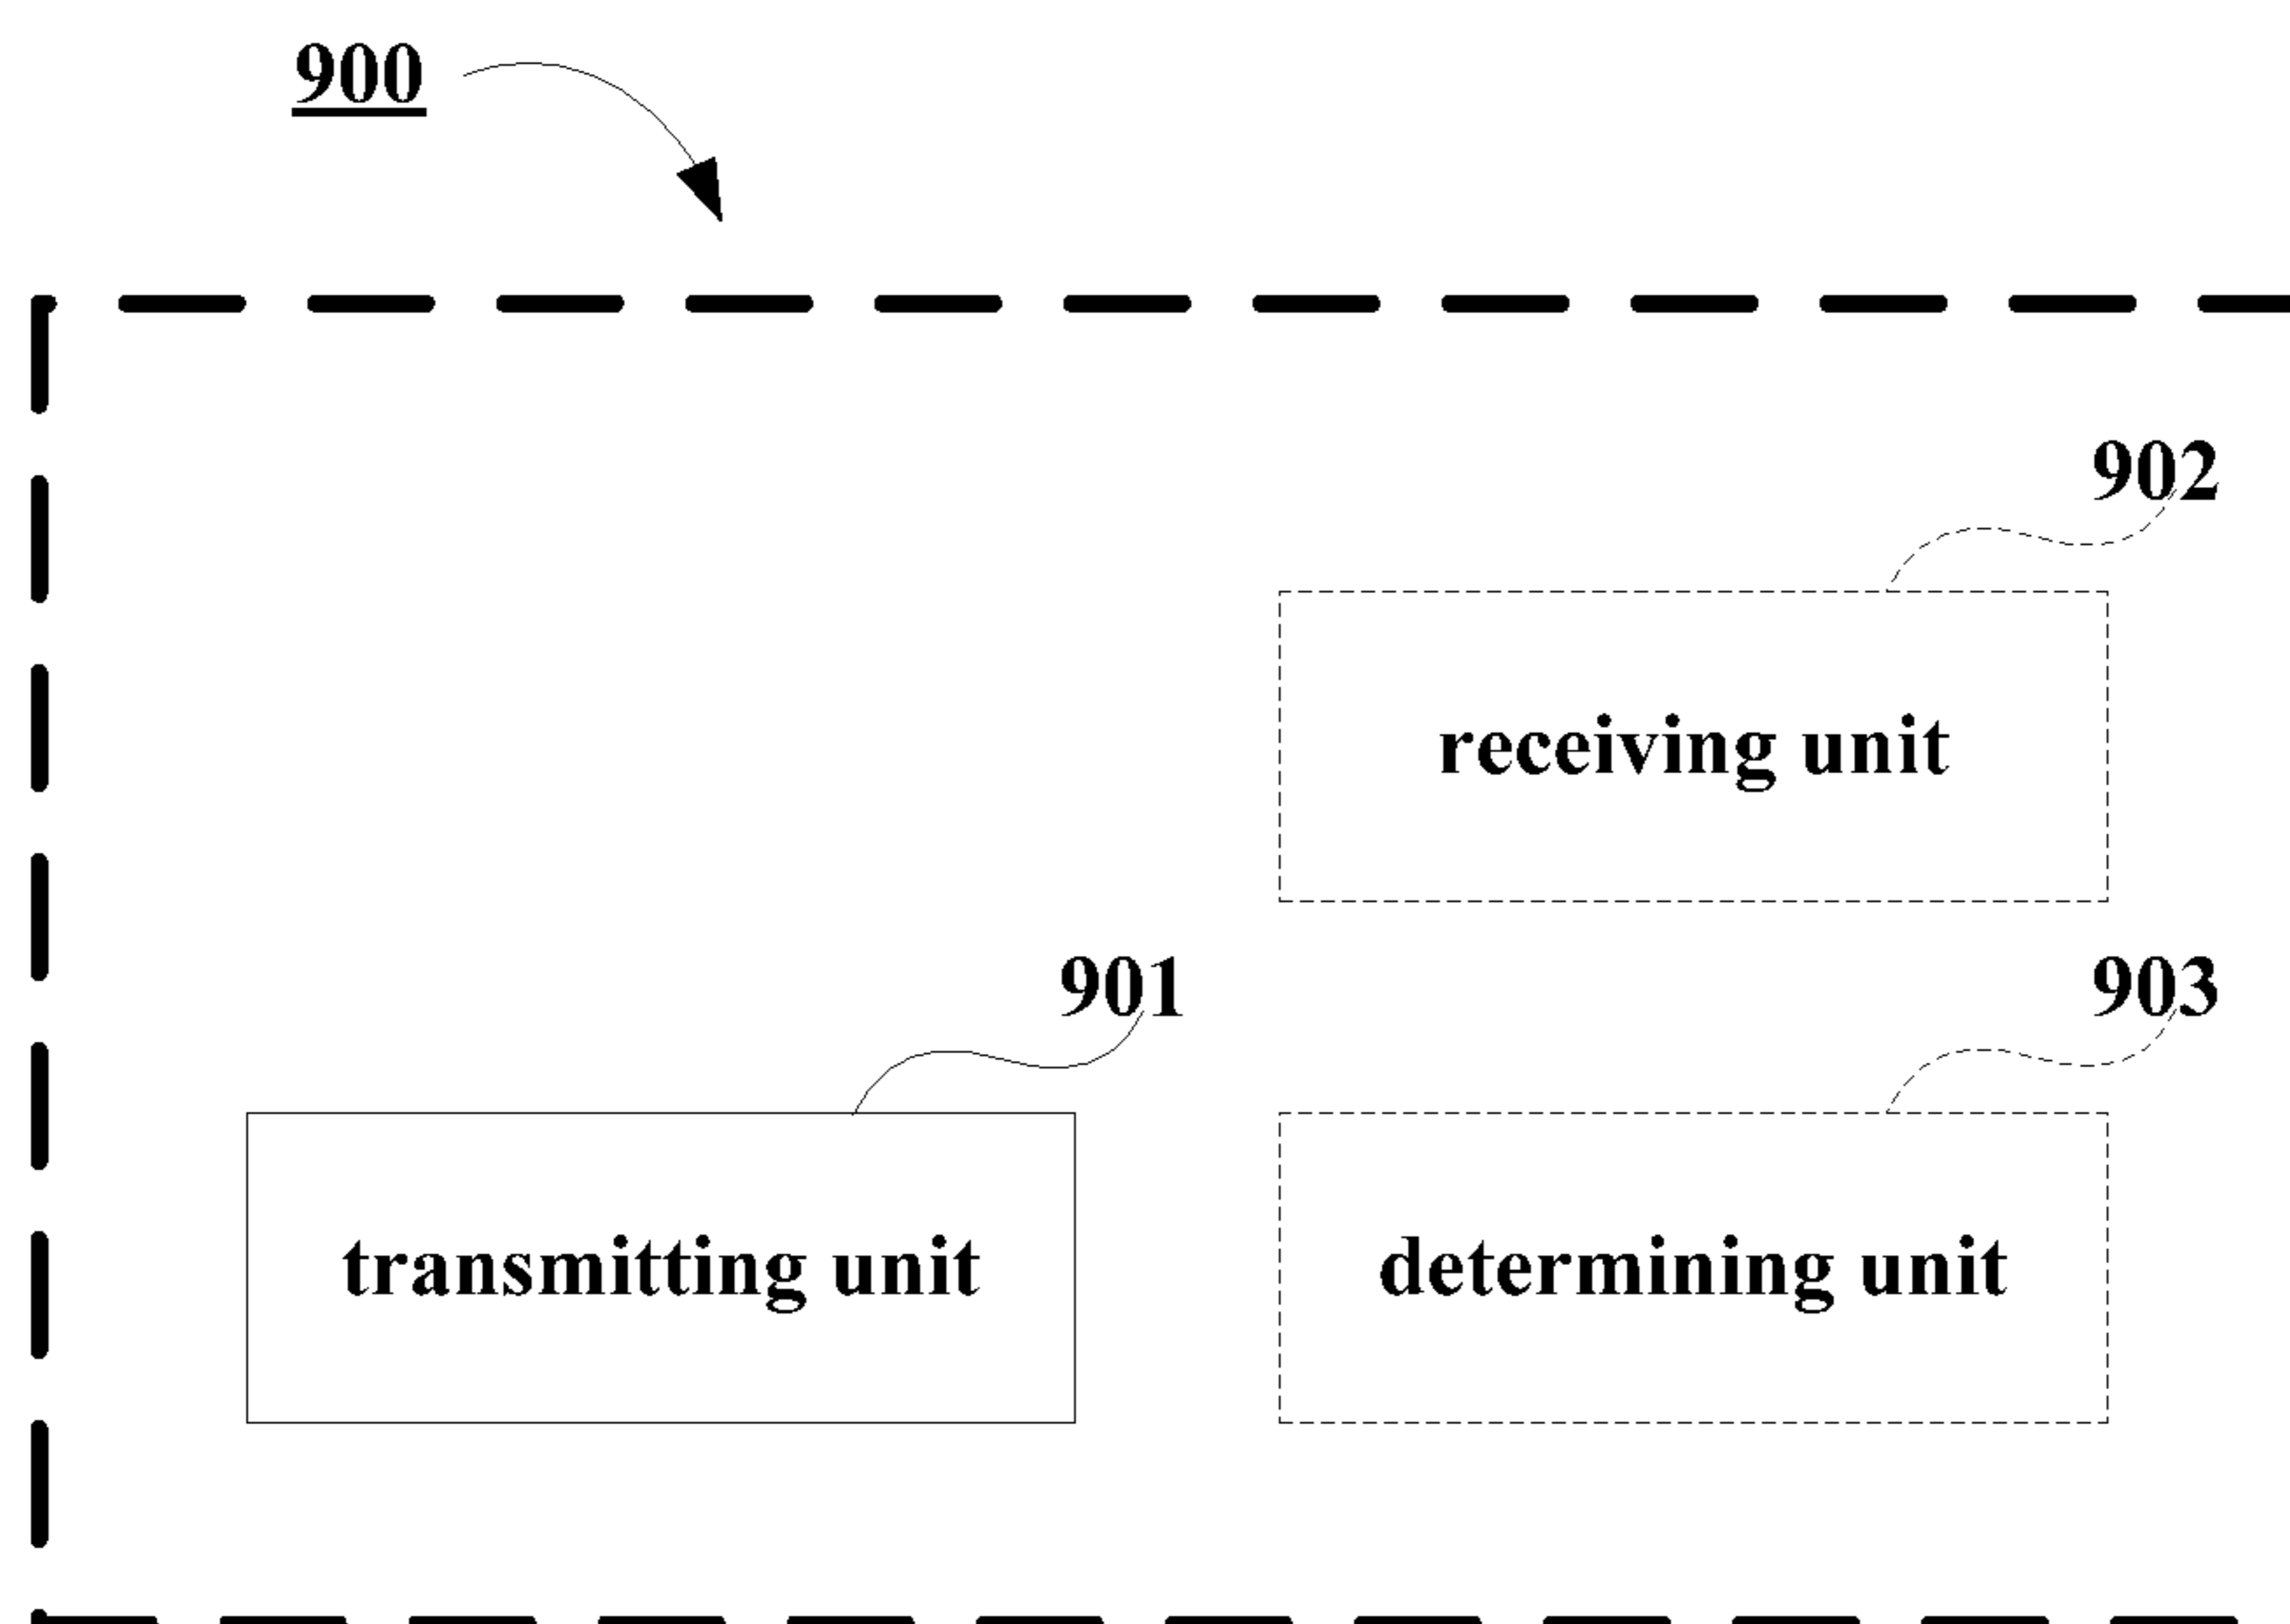 900
902
receiving unit
901
903
transmitting unit
determining unit